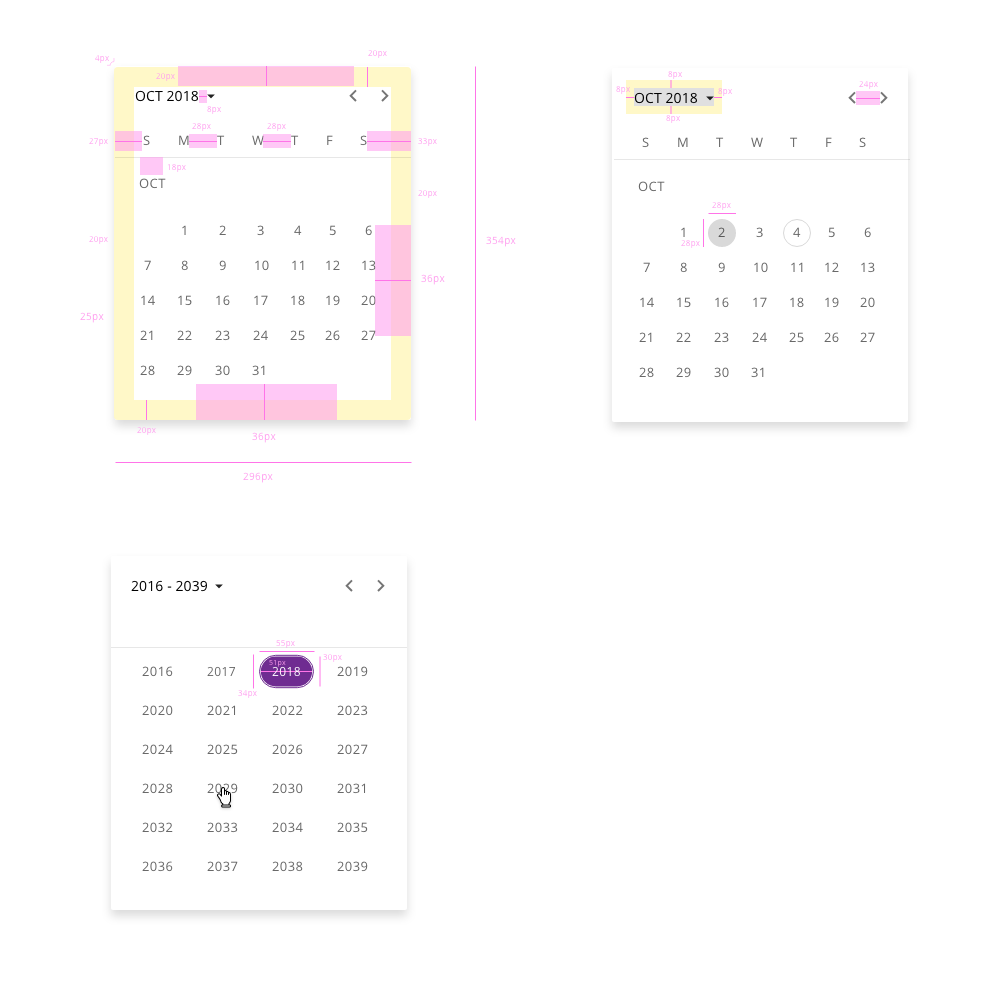 4px
20px
20px
OCT 2018
8px
28px
28px
27px
S M T W T F S
33px
18px
OCT
20px
1 2 3 4 5 6
20px
354px
7 8 9 10 11 12 13
36px
14 15 16 17 18 19 20
25px
21 22 23 24 25 26 27
28 29 30 31
20px
36px
296px
8px
8px
OCT 2018
8px
8px
24px
S M T W T F S
OCT
28px
1 2 3 4 5 6
28px
7 8 9 10 11 12 13
14 15 16 17 18 19 20
21 22 23 24 25 26 27
28 29 30 31
2016 - 2039
55px
30px
51px
2016 2017 2018 2019
34px
2020 2021 2022 2023
2024 2025 2026 2027
2028 2029 2030 2031
2032 2033 2034 2035
2036 2037 2038 2039